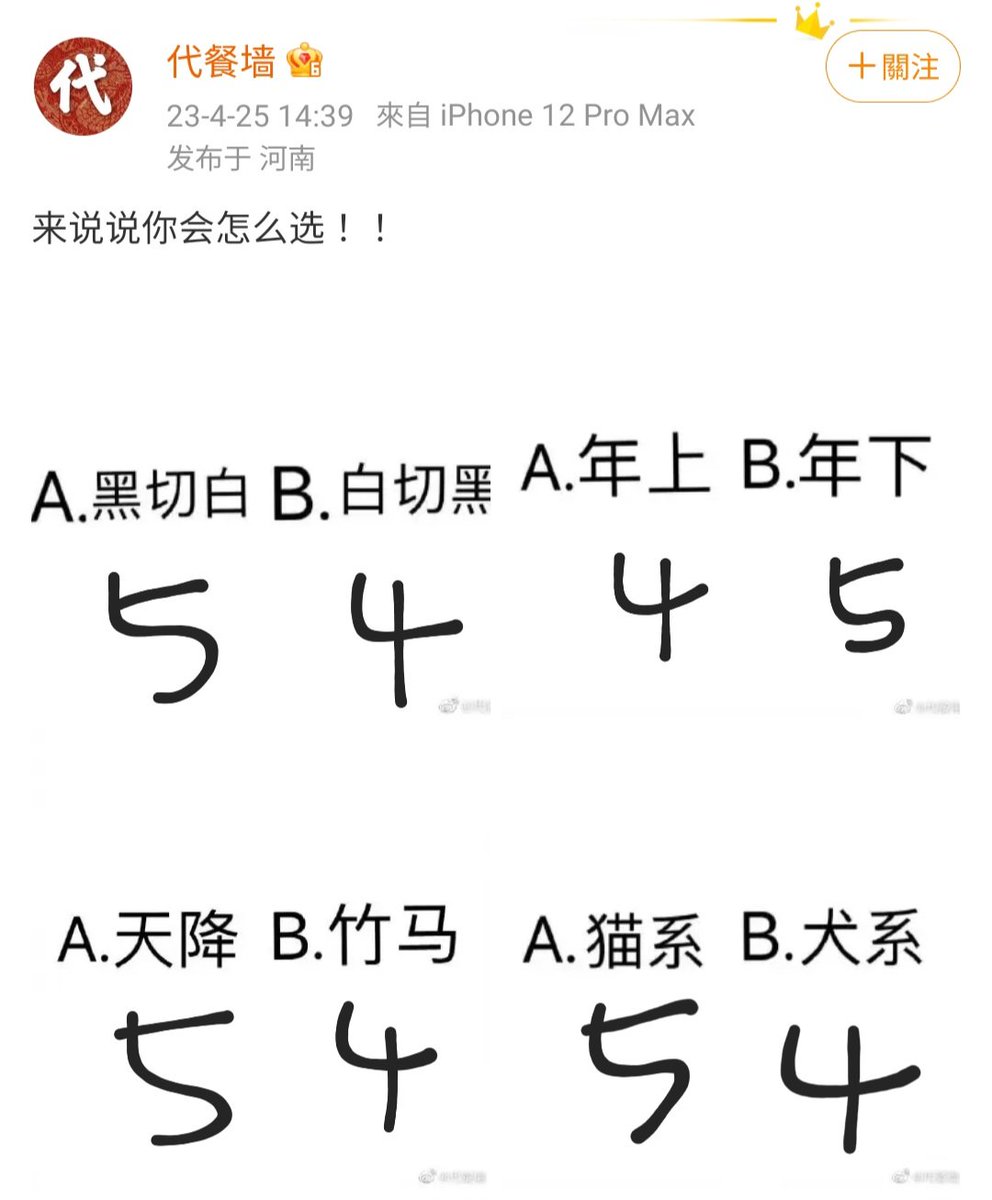 代
代餐墙
十關注
23-4-25 14:39 來自 iPhone 12 Pro Max
发布于 河南
来说说你会怎么选！！
A.黑切白 B.白切黑
5 4
A.年上 B.年下
4 5
A.天降 B.竹马
5 4
A.猫系 B.犬系
5 4